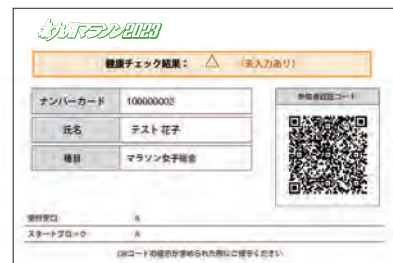 北九州マラソン2023
健康チェック結果： △ （未入力あり）
ナンバーカード 100000002
氏名 テスト 花子
種目 マラソン女子総合
参加者認証コード
受付窓口
スタートブロック A
QRコードの提示が求められた際にご提示ください